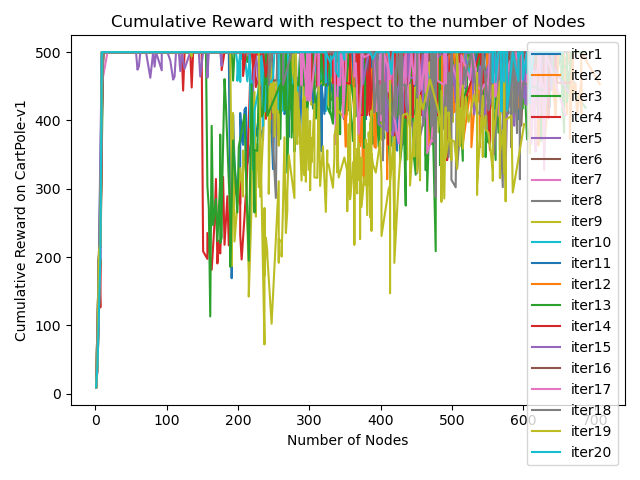 Cumulative Reward with respect to the number of Nodes
Cumulative Reward on CartPole-v1
500
400
300
200
100
0
0 100 200 300 400 500 600 700
Number of Nodes
iter1
iter2
iter3
iter4
iter5
iter6
iter7
iter8
iter9
iter10
iter11
iter12
iter13
iter14
iter15
iter16
iter17
iter18
iter19
iter20